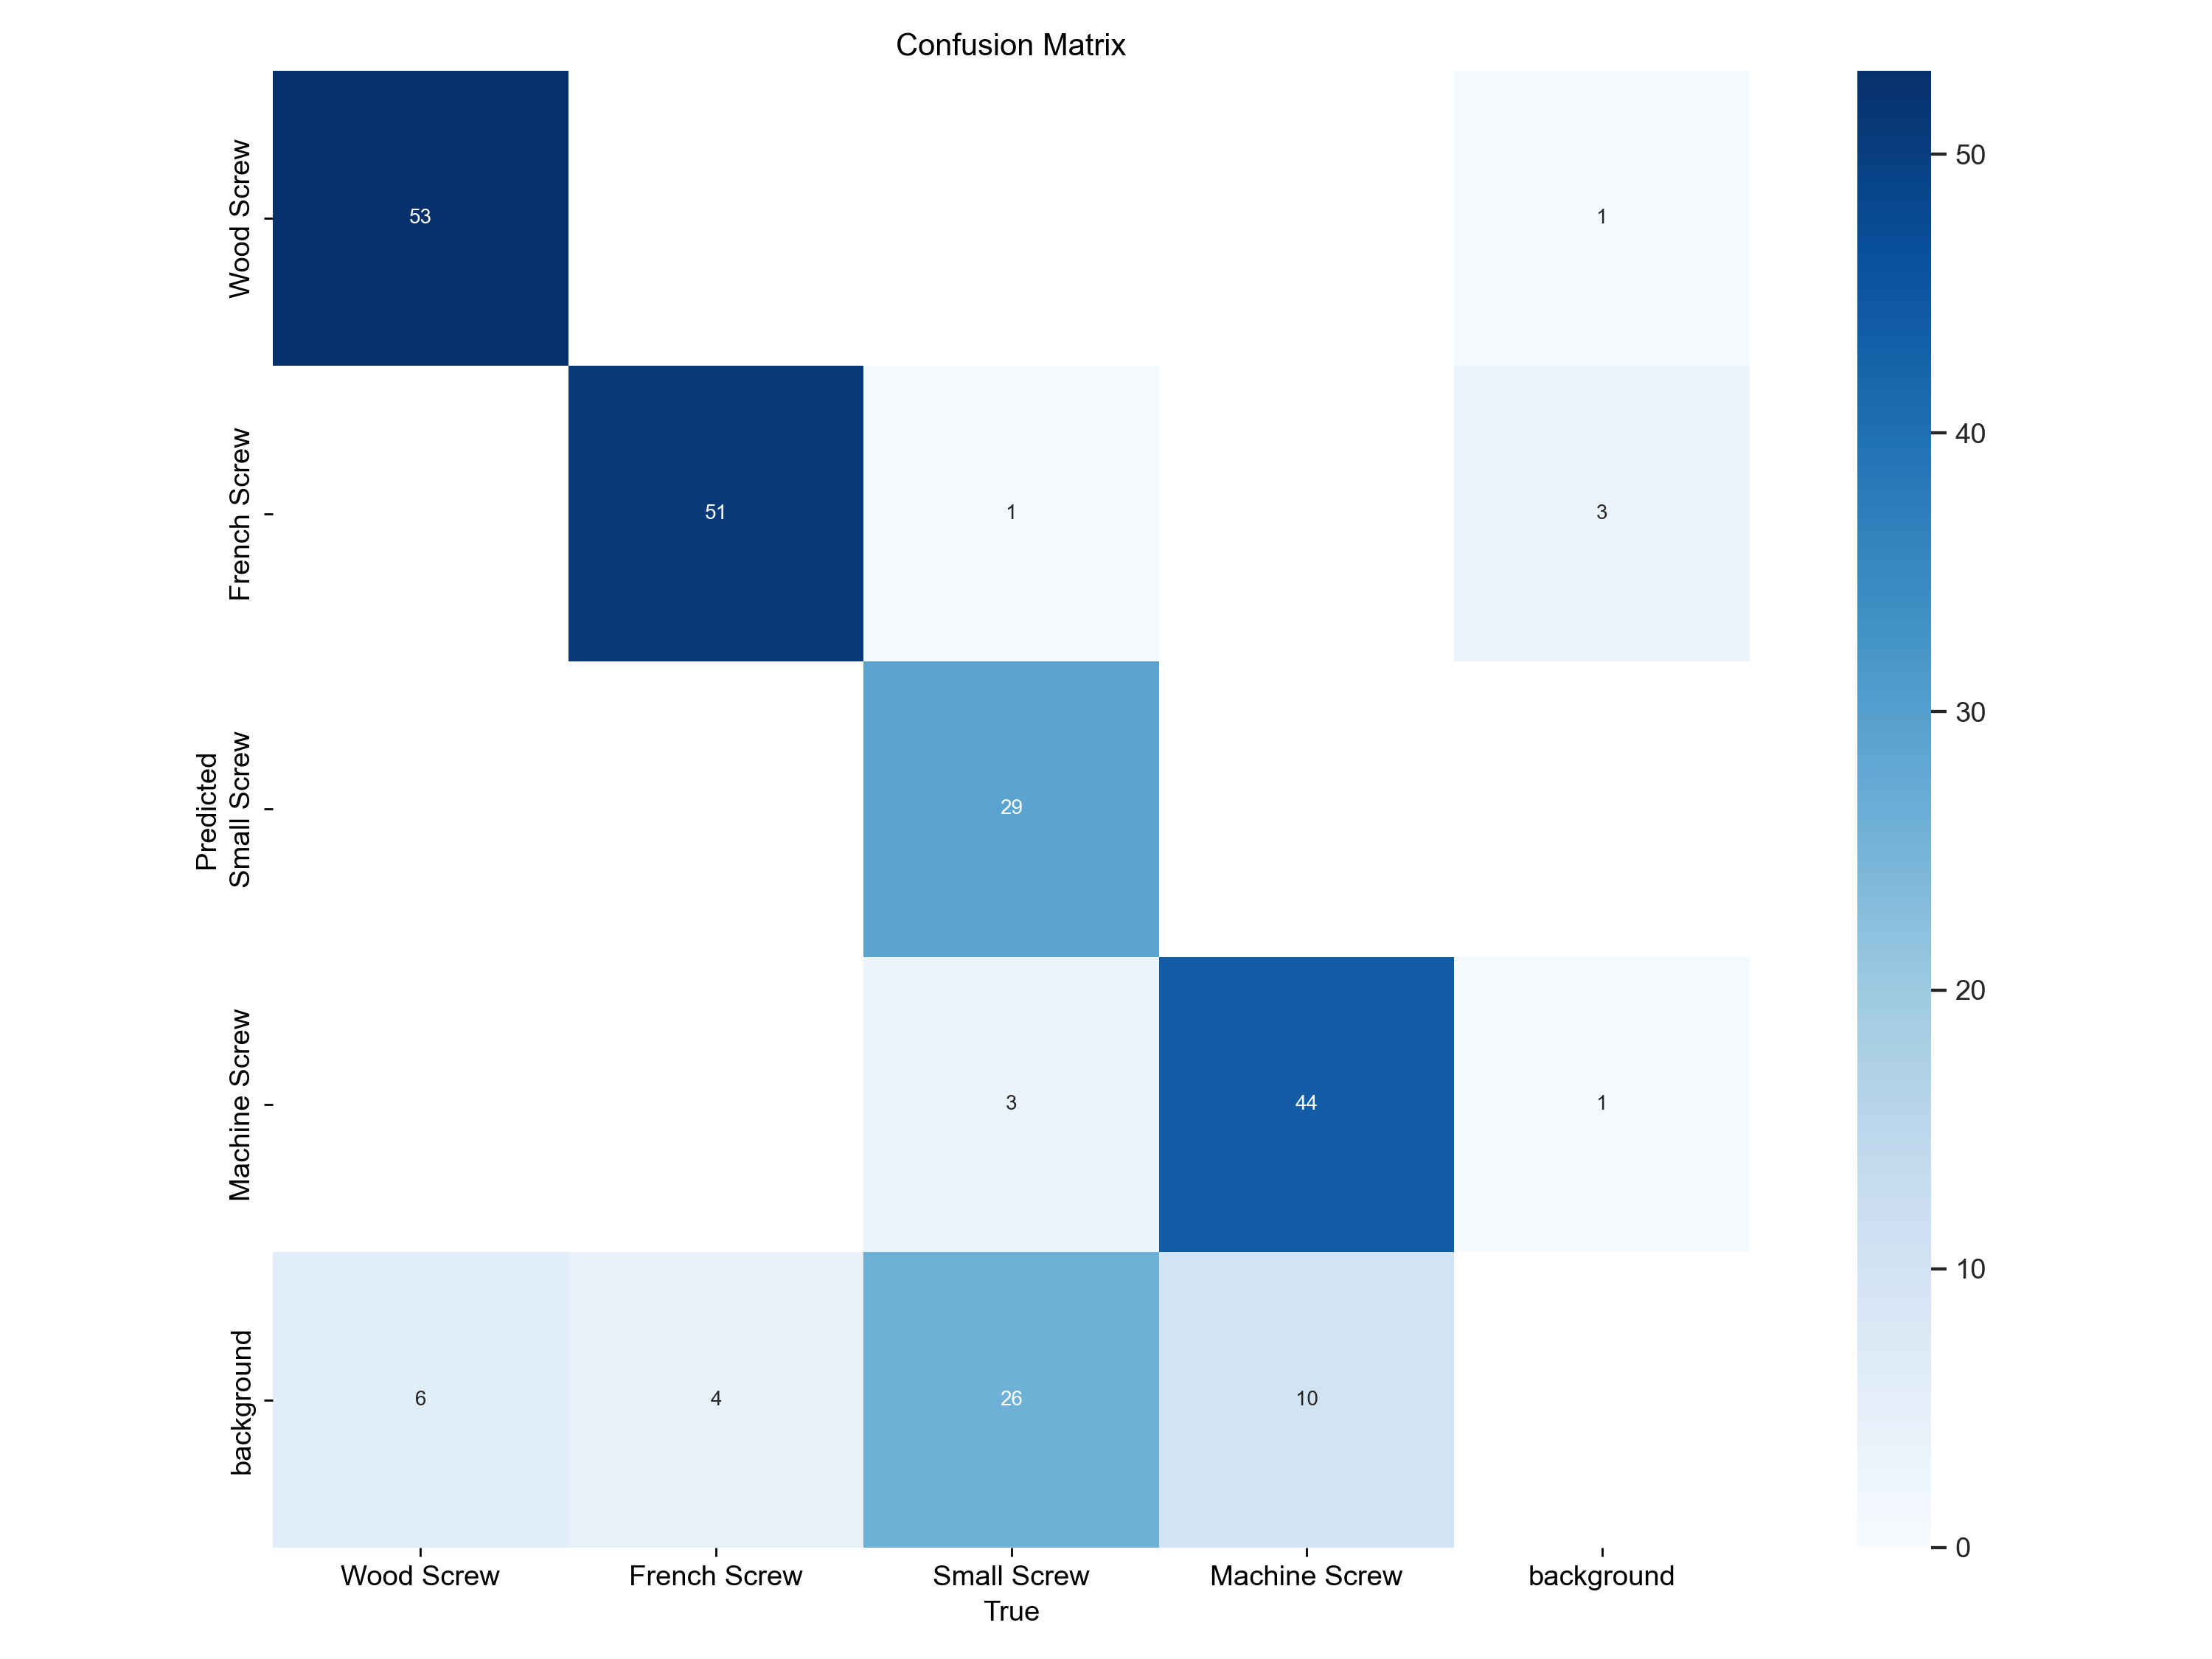 Confusion Matrix
Wood Screw
53
1
French Screw
51
1
3
Predicted
Small Screw
29
Machine Screw
3
44
1
background
6
4
26
10
Wood Screw
French Screw
Small Screw
Machine Screw
background
True
50
40
30
20
10
0